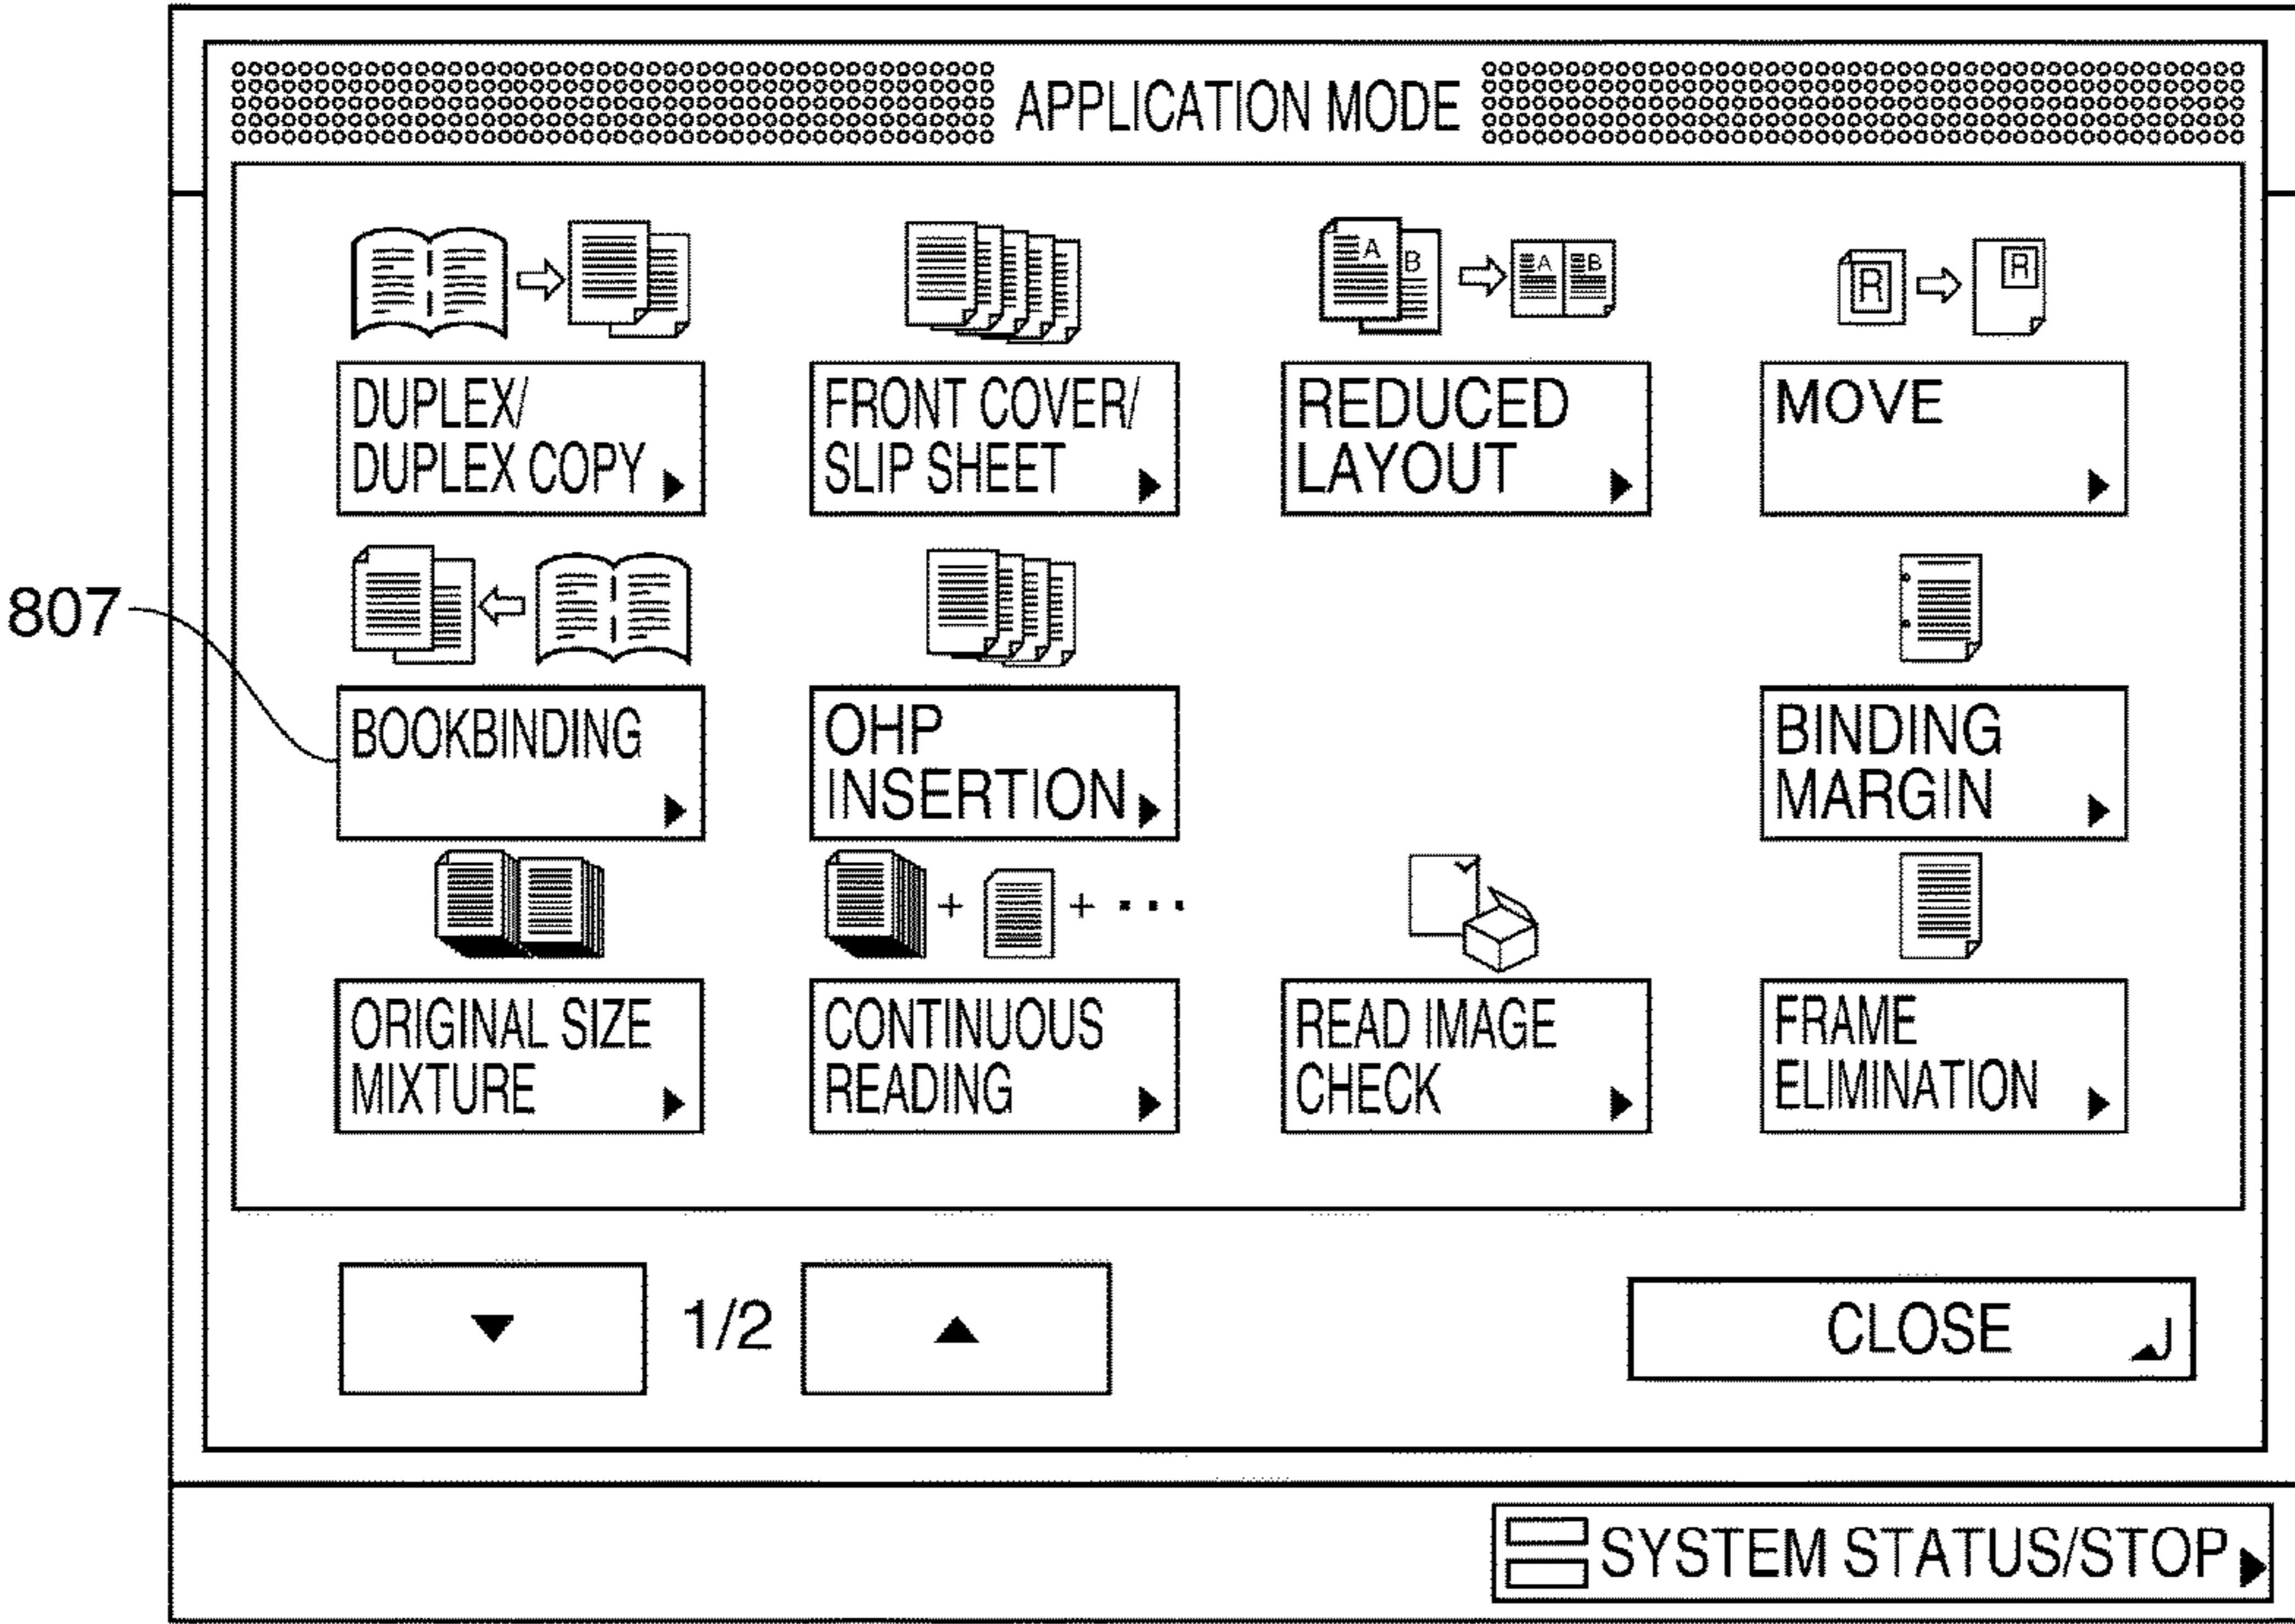 APPLICATION MODE
A
B
A
B
R
R
DUPLEX/
DUPLEX COPY
FRONT COVER/
SLIP SHEET
REDUCED
LAYOUT
MOVE
807
BOOKBINDING
OHP
INSERTION
BINDING
MARGIN
+
+ ...
ORIGINAL SIZE
MIXTURE
CONTINUOUS
READING
READ IMAGE
CHECK
FRAME
ELIMINATION
1/2
CLOSE
SYSTEM STATUS/STOP